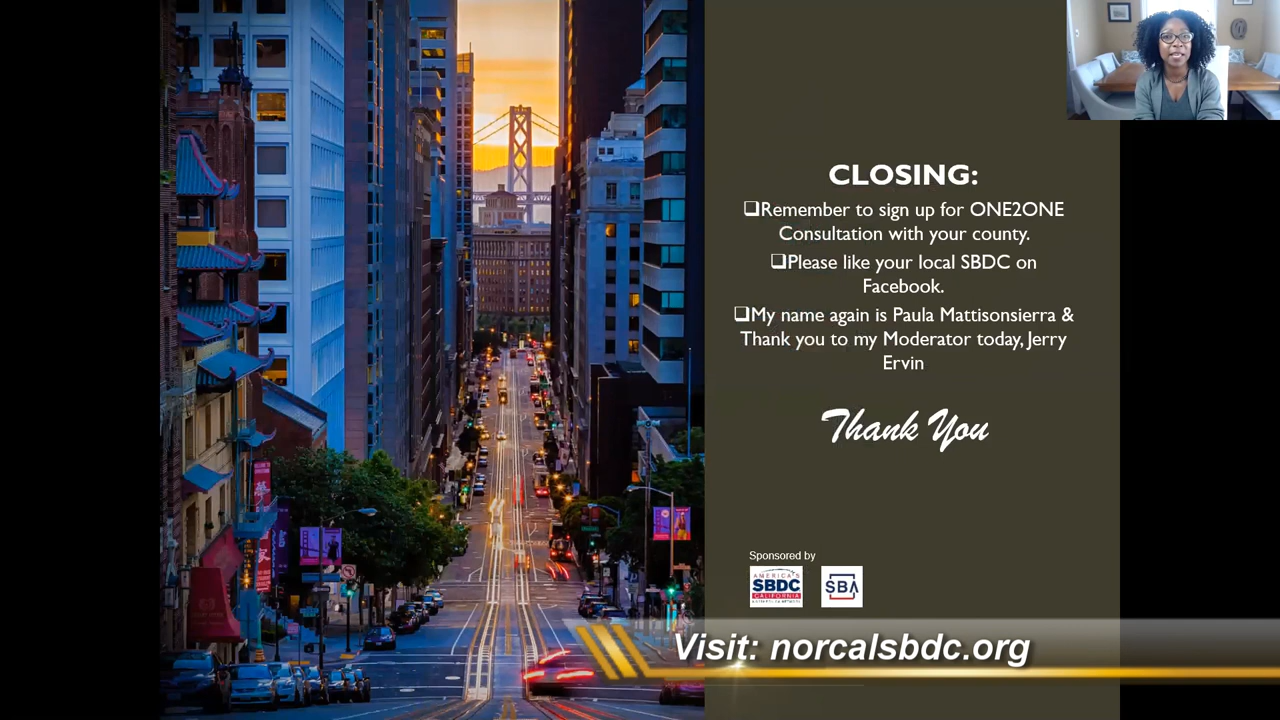 CLOSING:
❑Remember to sign up for ONE2ONE
Consultation with your county.
❑Please like your local SBDC on
Facebook.
❑My name again is Paula Mattisonsierra &
Thank you to my Moderator today, Jerry
Ervin
Thank You
Sponsored by
AMERICA'S
SBDC
CALIFORNIA
SBA
Visit: norcalsbdc.org